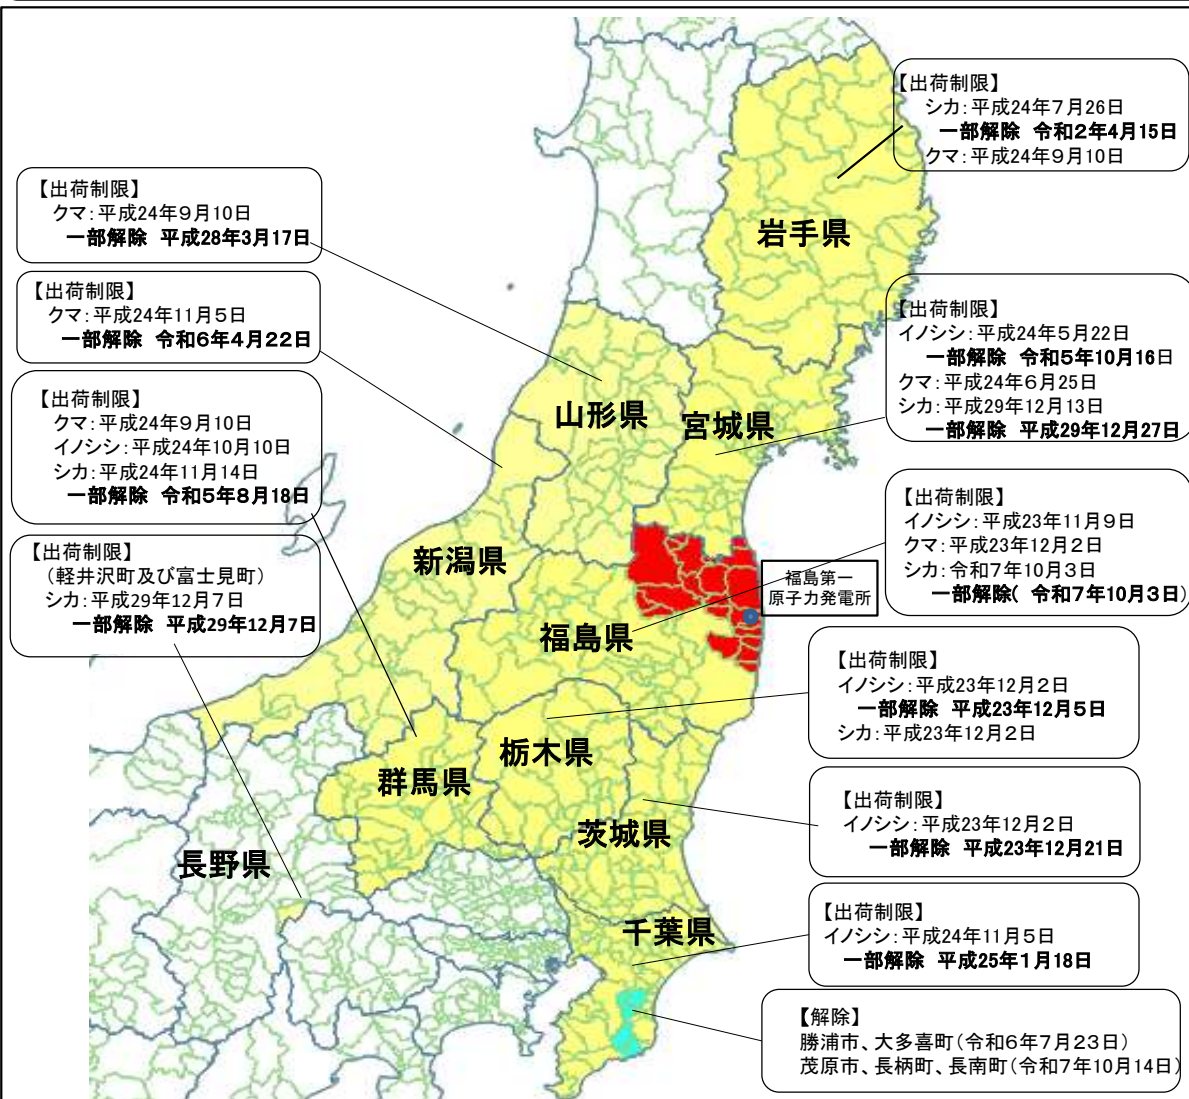 【出荷制限】
シカ：平成24年7月26日
一部解除 令和2年4月15日
クマ：平成24年9月10日
岩手県
【出荷制限】
クマ：平成24年9月10日
一部解除 平成28年3月17日
【出荷制限】
クマ：平成24年11月5日
一部解除 令和6年4月22日
【出荷制限】
クマ：平成24年9月10日
イノシシ：平成24年10月10日
シカ：平成24年11月14日
一部解除 令和5年8月18日
【出荷制限】
（軽井沢町及び富士見町）
シカ：平成29年12月7日
一部解除 平成29年12月7日
【出荷制限】
イノシシ：平成24年5月22日
一部解除 令和5年10月16日
クマ：平成24年6月25日
シカ：平成29年12月13日
一部解除 平成29年12月27日
山形県
宮城県
【出荷制限】
イノシシ：平成23年11月9日
クマ：平成23年12月2日
シカ：令和7年10月3日
一部解除( 令和7年10月3日)
新潟県
福島第一
原子力発電所
福島県
【出荷制限】
イノシシ：平成23年12月2日
一部解除 平成23年12月5日
シカ：平成23年12月2日
栃木県
群馬県
【出荷制限】
イノシシ：平成23年12月2日
一部解除 平成23年12月21日
茨城県
長野県
千葉県
【出荷制限】
イノシシ：平成24年11月5日
一部解除 平成25年1月18日
【解除】
勝浦市、大多喜町（令和6年7月23日）
茂原市、長柄町、長南町（令和7年10月14日）